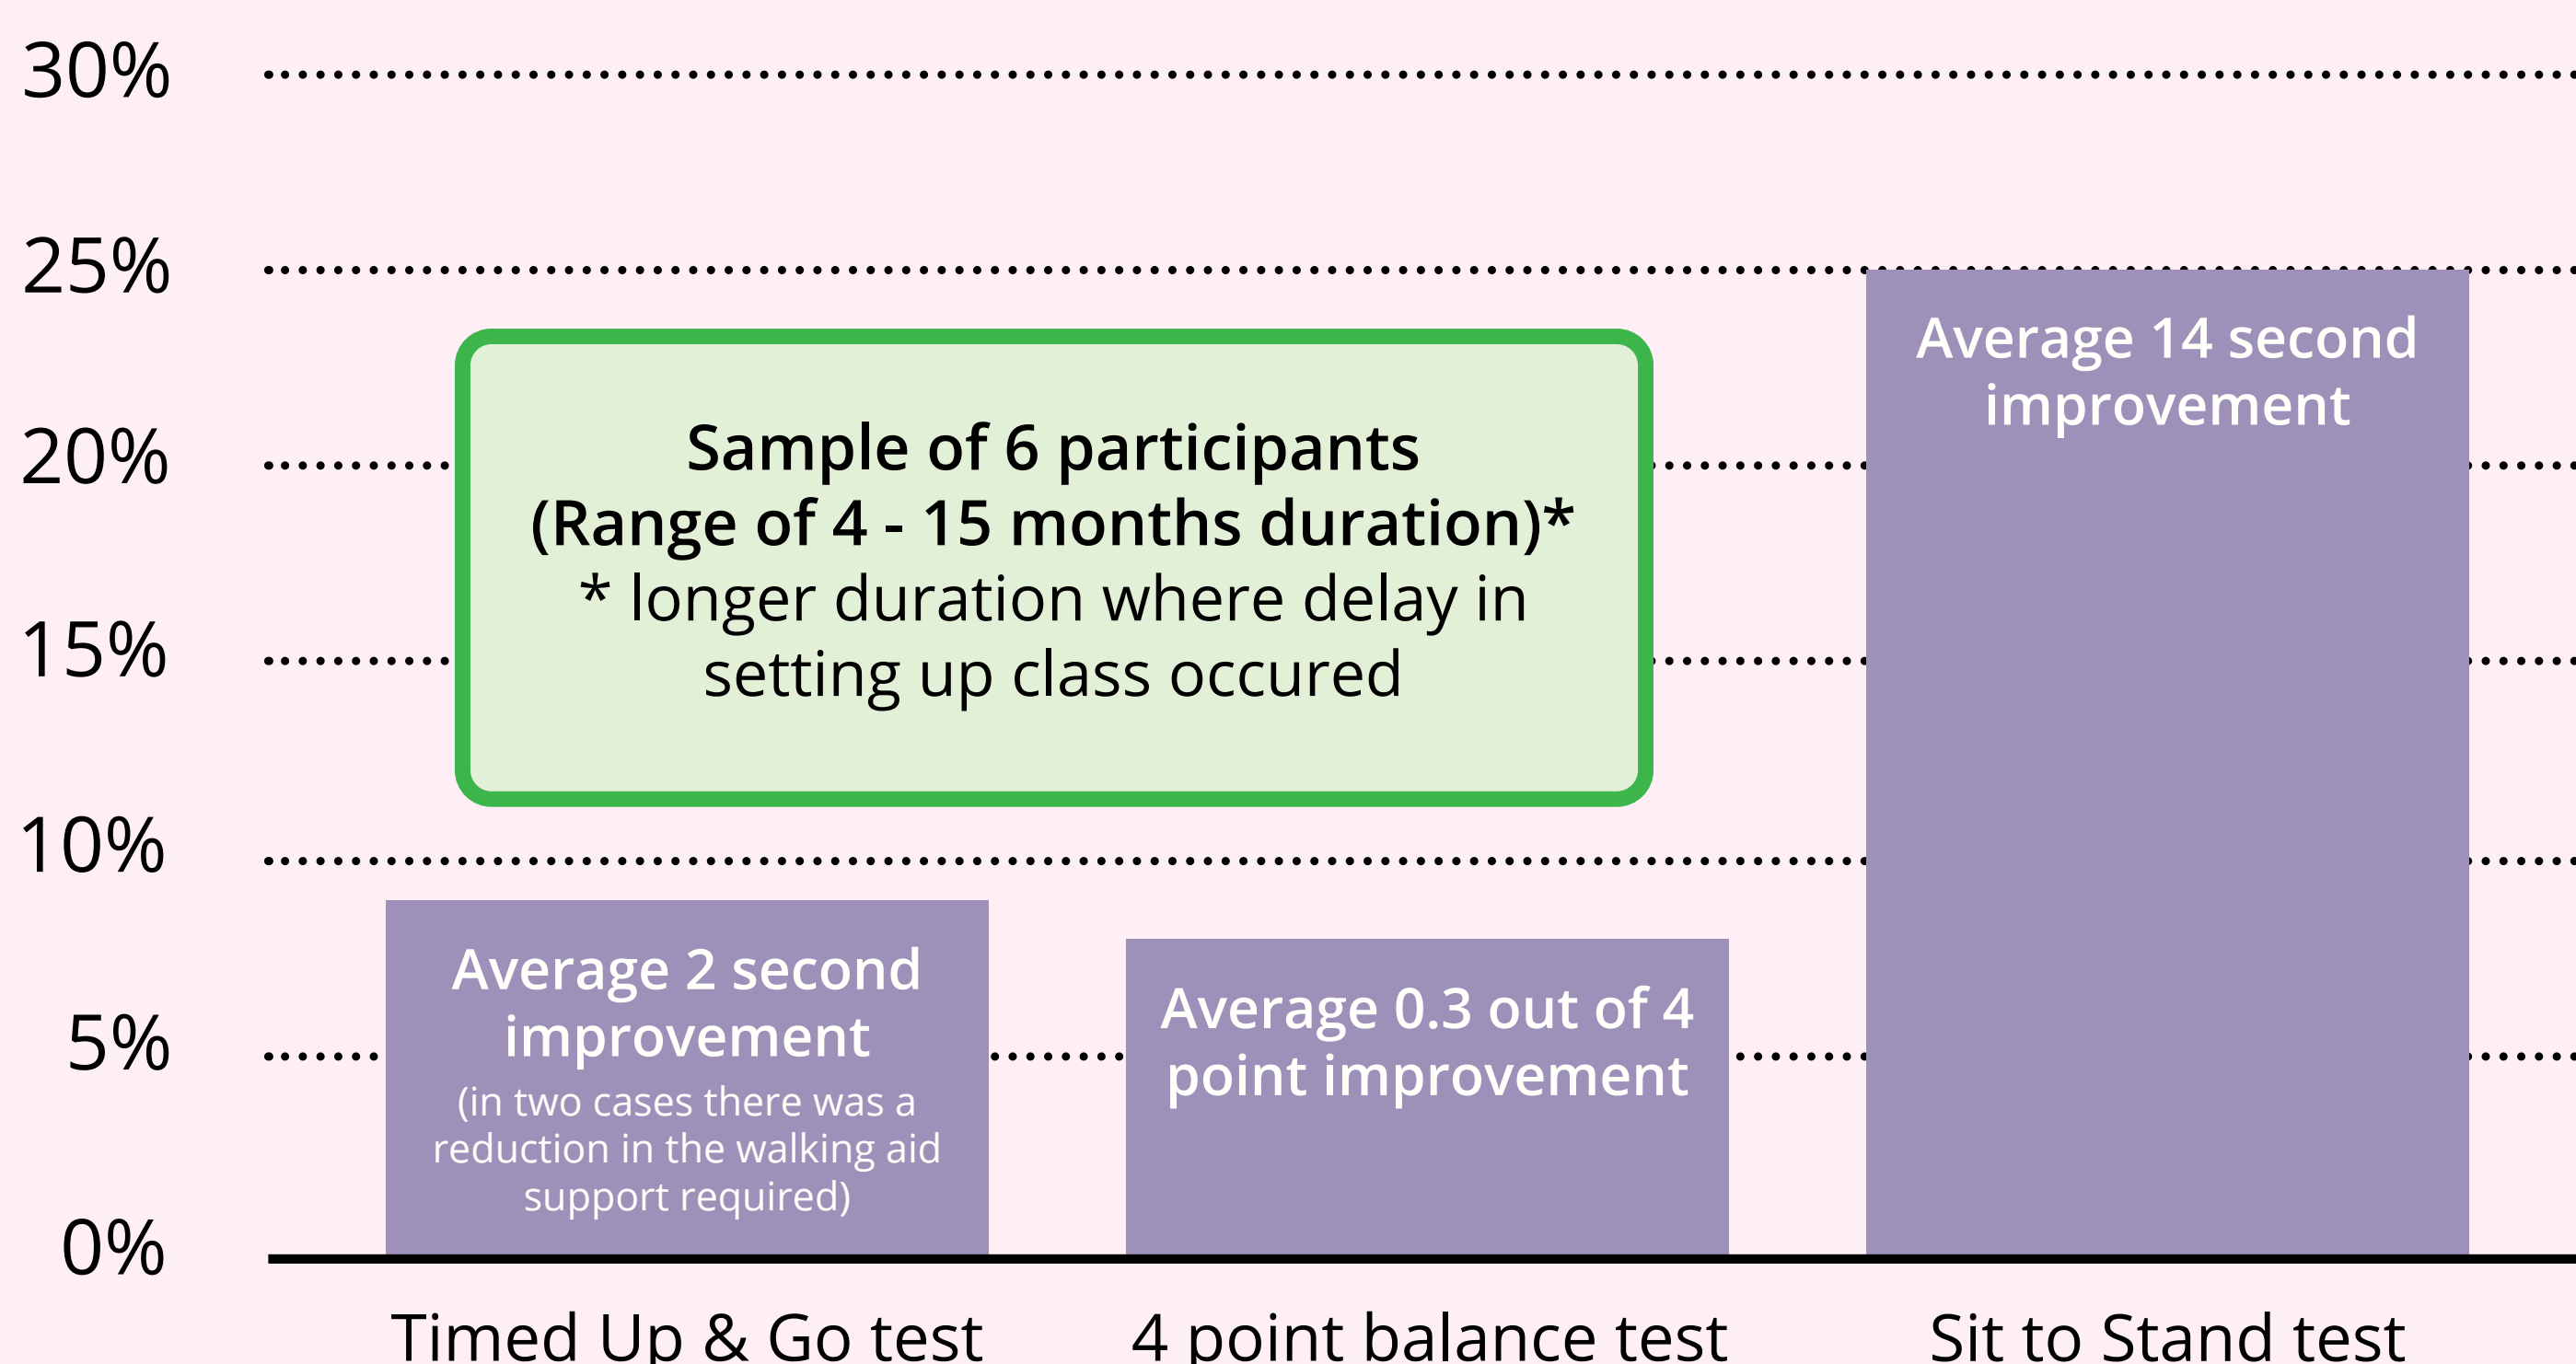 30%
25%
20%
15%
10%
5%
0%
Sample of 6 participants
(Range of 4 - 15 months duration)*
* longer duration where delay in
setting up class occured
Average 2 second
improvement
(in two cases there was a
reduction in the walking aid
support required)
Average 0.3 out of 4
point improvement
Average 14 second
improvement
Timed Up & Go test
4 point balance test
Sit to Stand test